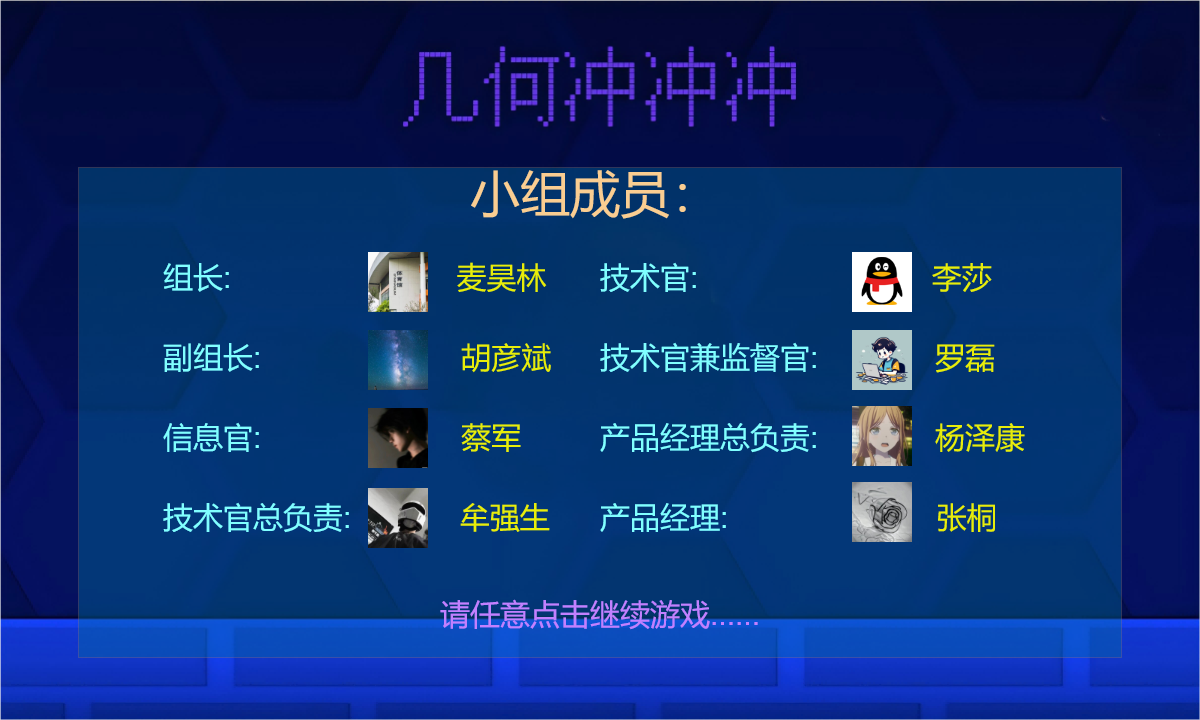 几何冲冲冲
小组成员：
组长: 麦昊林 技术官: 李莎
副组长: 胡彦斌 技术官兼监督官: 罗磊
信息官: 蔡军 产品经理总负责: 杨泽康
技术官总负责: 牟强生 产品经理: 张桐
请任意点击继续游戏......